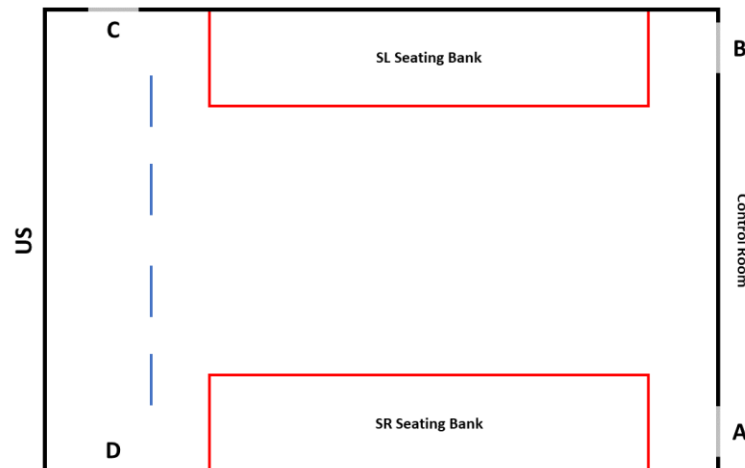 C
B
SL Seating Bank
US
Control Room
SR Seating Bank
A
D